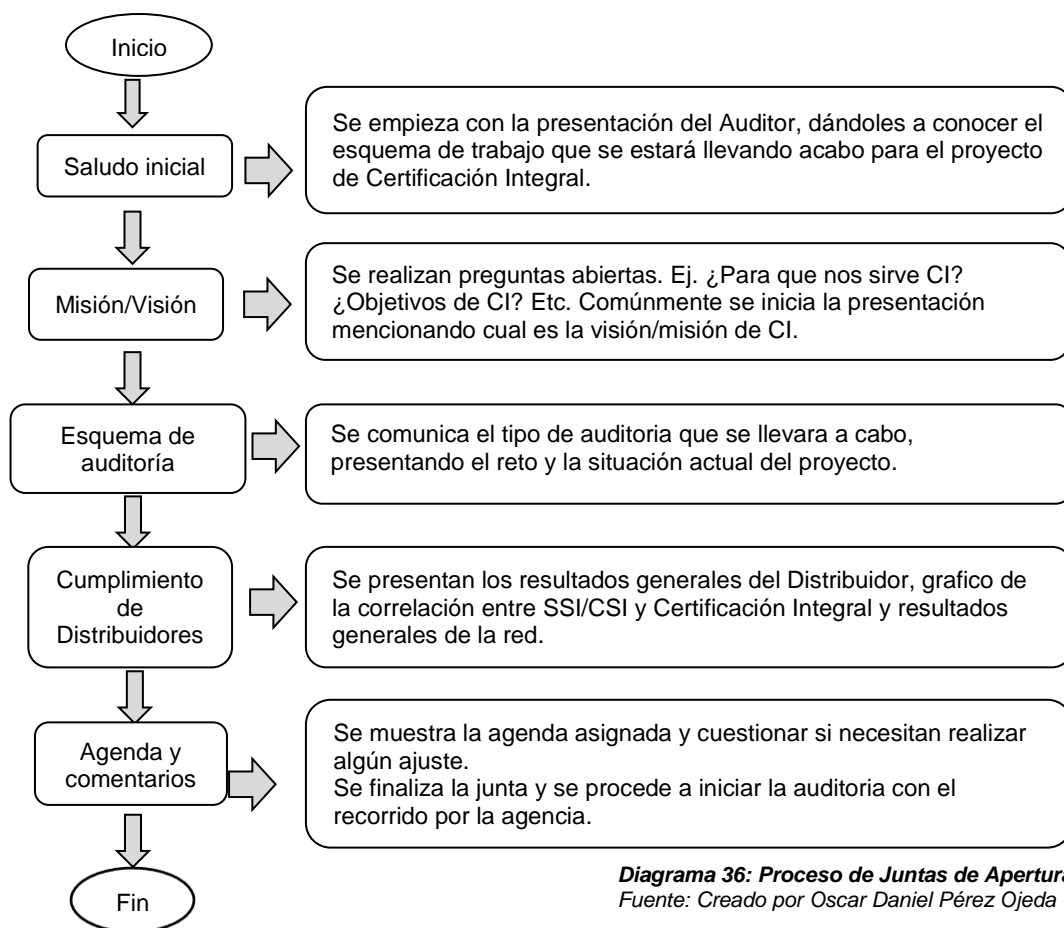 Inicio
Saludo inicial
Se empieza con la presentación del Auditor, dándoles a conocer el
esquema de trabajo que se estará llevando acabo para el proyecto
de Certificación Integral.
Misión/Visión
Se realizan preguntas abiertas. Ej. ¿Para que nos sirve CI?
¿Objetivos de CI? Etc. Comúnmente se inicia la presentación
mencionando cual es la visión/misión de CI.
Esquema de
auditoría
Se comunica el tipo de auditoria que se llevara a cabo,
presentando el reto y la situación actual del proyecto.
Cumplimiento
de
Distribuidores
Se presentan los resultados generales del Distribuidor, grafico de
la correlación entre SSI/CSI y Certificación Integral y resultados
generales de la red.
Agenda y
comentarios
Se muestra la agenda asignada y cuestionar si necesitan realizar
algún ajuste.
Se finaliza la junta y se procede a iniciar la auditoria con el
recorrido por la agencia.
Fin
Diagrama 36: Proceso de Juntas de Apertura
Fuente: Creado por Oscar Daniel Pérez Ojeda